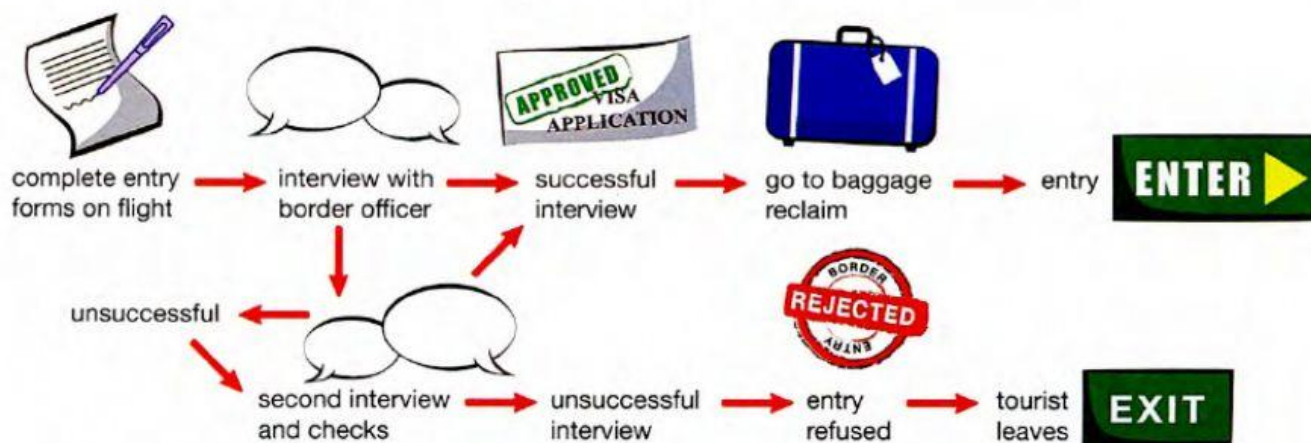 APPROVED
VISA
APPLICATION
complete entry
forms on flight
interview with
border officer
successful
interview
go to baggage
reclaim
entry
ENTER
unsuccessful
BORDER
REJECTED
ENTRY
second interview
and checks
unsuccessful
interview
entry
refused
tourist
leaves
EXIT